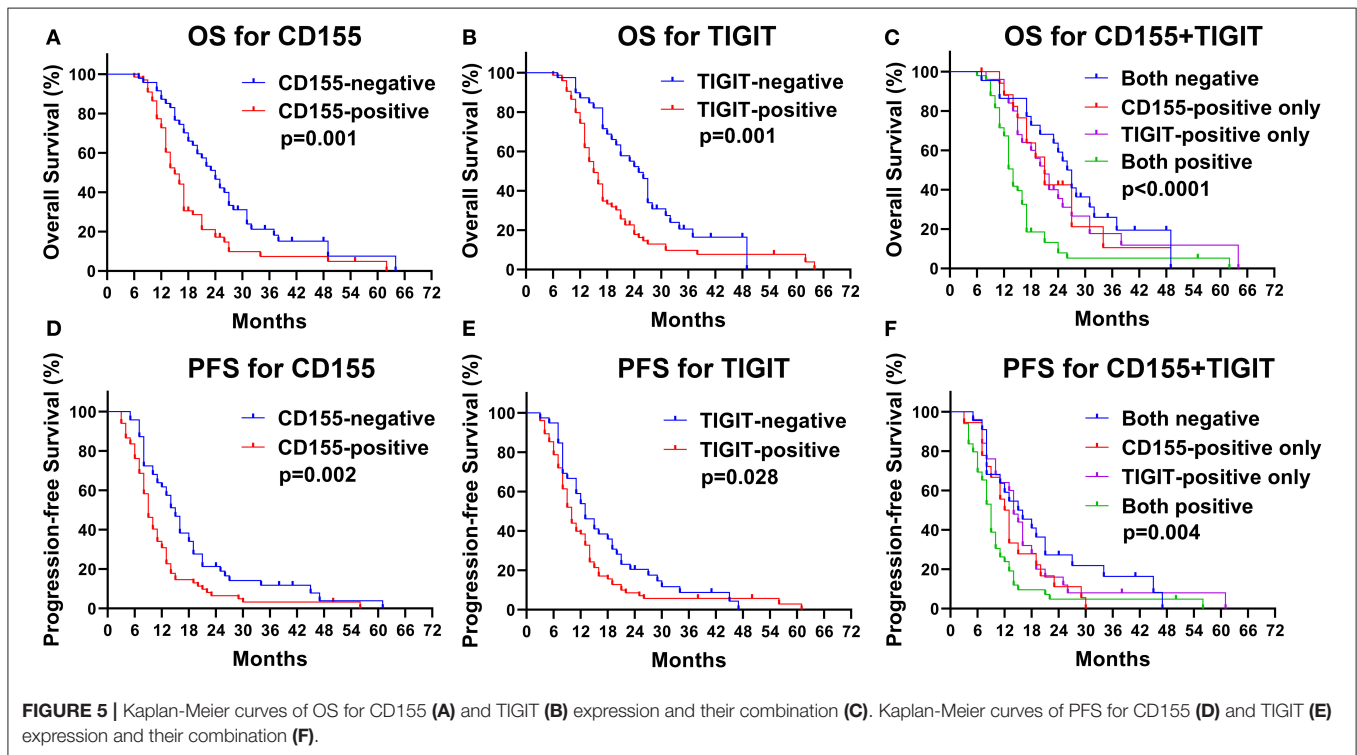 A
OS for CD155
Overall Survival (%)
100
80
60
40
20
0
CD155-negative
CD155-positive
p=0.001
0 6 12 18 24 30 36 42 48 54 60 66 72
Months
B
OS for TIGIT
Overall Survival (%)
100
80
60
40
20
0
TIGIT-negative
TIGIT-positive
p=0.001
0 6 12 18 24 30 36 42 48 54 60 66 72
Months
C
OS for CD155+TIGIT
Overall Survival (%)
100
80
60
40
20
0
Both negative
CD155-positive only
TIGIT-positive only
Both positive
p<0.0001
0 6 12 18 24 30 36 42 48 54 60 66 72
Months
D
PFS for CD155
Progression-free Survival (%)
100
80
60
40
20
0
CD155-negative
CD155-positive
p=0.002
0 6 12 18 24 30 36 42 48 54 60 66 72
Months
E
PFS for TIGIT
Progression-free Survival (%)
100
80
60
40
20
0
TIGIT-negative
TIGIT-positive
p=0.028
0 6 12 18 24 30 36 42 48 54 60 66 72
Months
F
PFS for CD155+TIGIT
Progression-free Survival (%)
100
80
60
40
20
0
Both negative
CD155-positive only
TIGIT-positive only
Both positive
p=0.004
0 6 12 18 24 30 36 42 48 54 60 66 72
Months
FIGURE 5 | Kaplan-Meier curves of OS for CD155 (A) and TIGIT (B) expression and their combination (C). Kaplan-Meier curves of PFS for CD155 (D) and TIGIT (E)
expression and their combination (F).